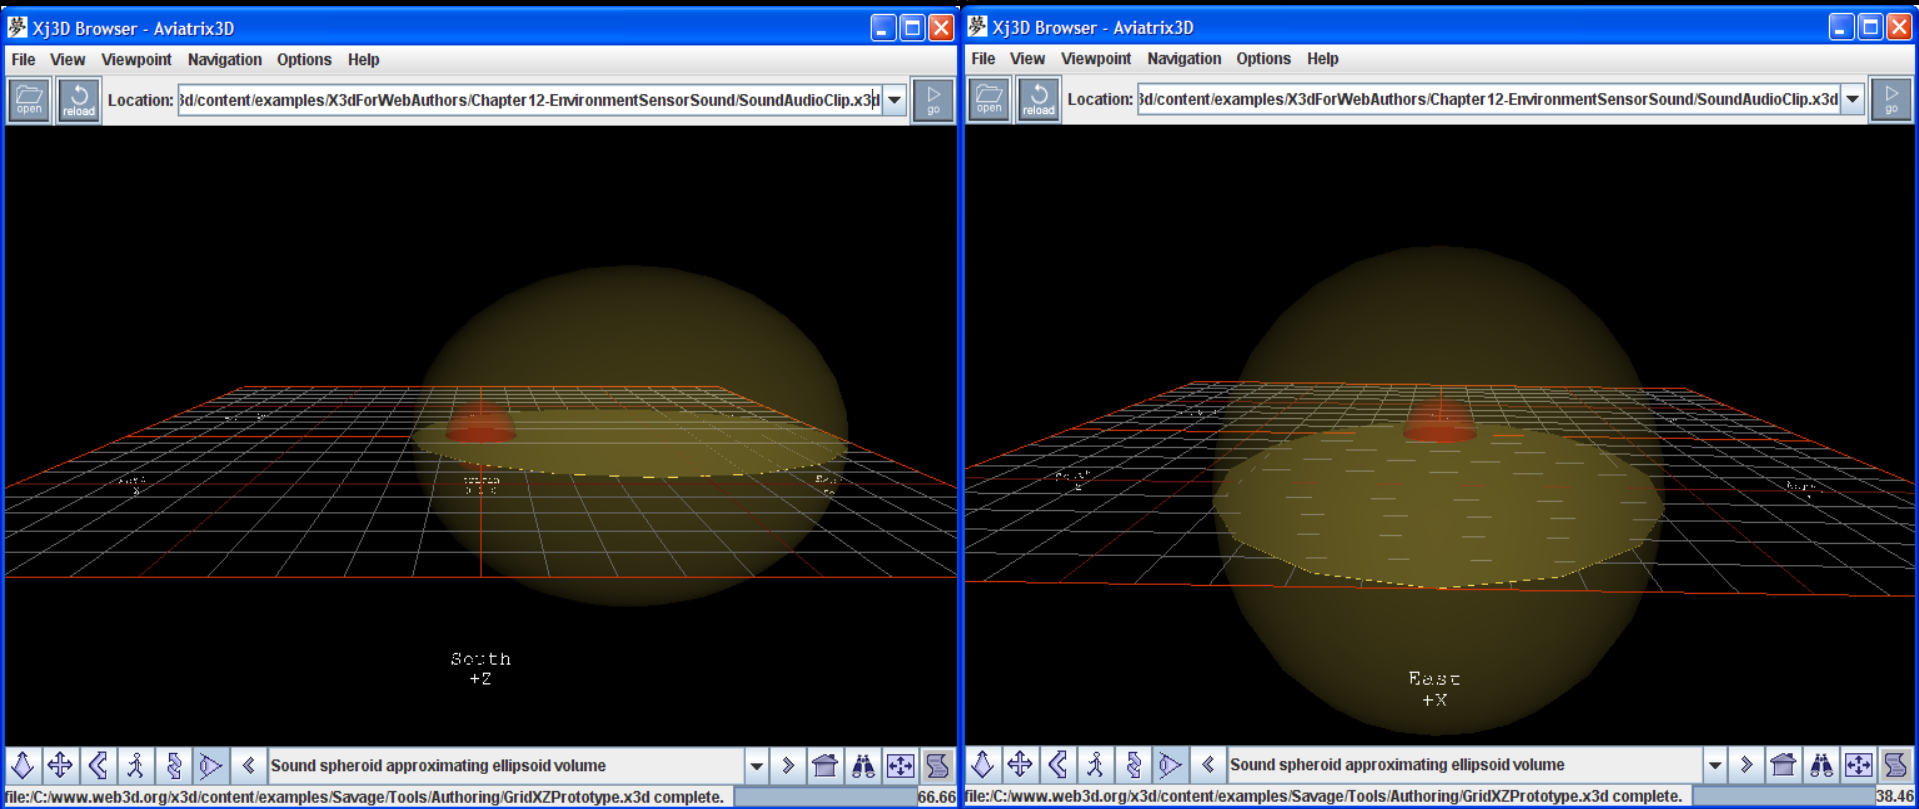 夢 Xj3D Browser - Aviatrix3D
File View Viewpoint Navigation Options Help
open reload Location: 3d/content/examples/X3dForWebAuthors/Chapter12-EnvironmentSensorSound/SoundAudioClip.x3d go
South
+Z
Sound spheroid approximating ellipsoid volume
file:/C:/www.web3d.org/x3d/content/examples/Savage/Tools/Authoring/GridXZPrototype.x3d complete. 66.66
夢 Xj3D Browser - Aviatrix3D
File View Viewpoint Navigation Options Help
open reload Location: 3d/content/examples/X3dForWebAuthors/Chapter12-EnvironmentSensorSound/SoundAudioClip.x3d go
East
+X
Sound spheroid approximating ellipsoid volume
file:/C:/www.web3d.org/x3d/content/examples/Savage/Tools/Authoring/GridXZPrototype.x3d complete. 38.46